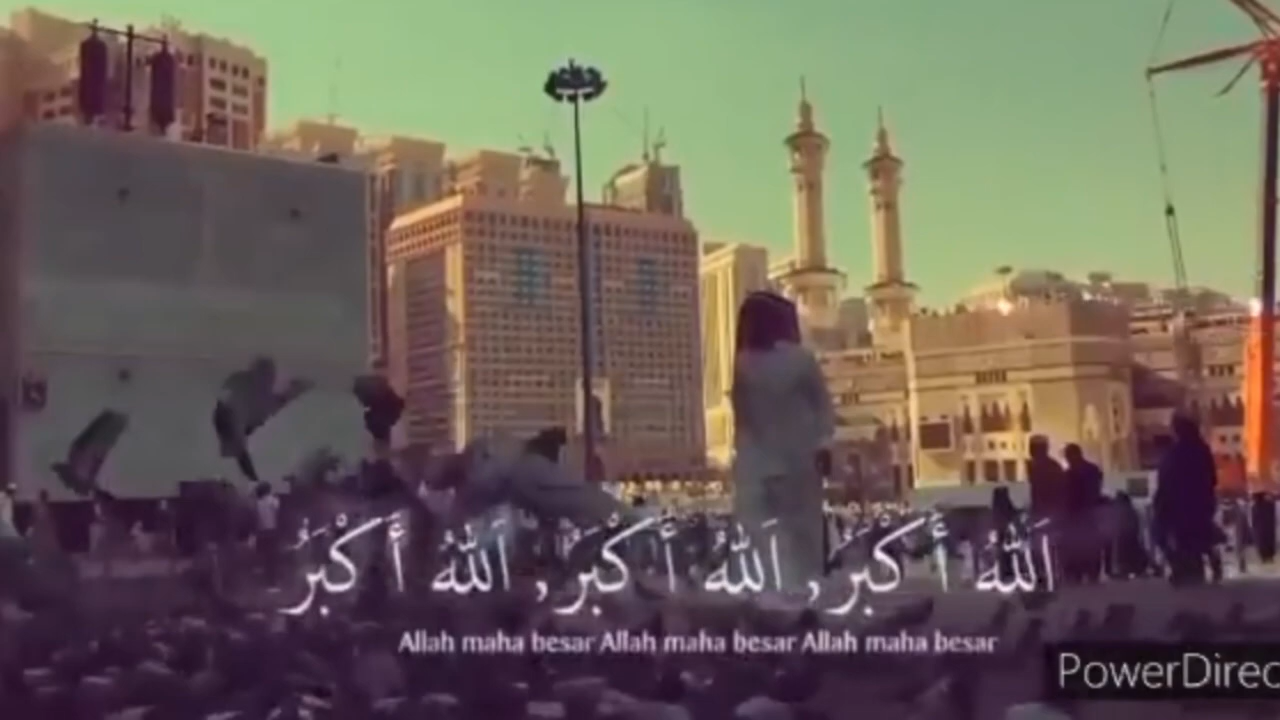 اَللّٰهُ أَكْبَرُ, اَللّٰهُ أَكْبَرُ, اَللّٰهُ أَكْبَرُ
Allah maha besar Allah maha besar Allah maha besar
PowerDirec